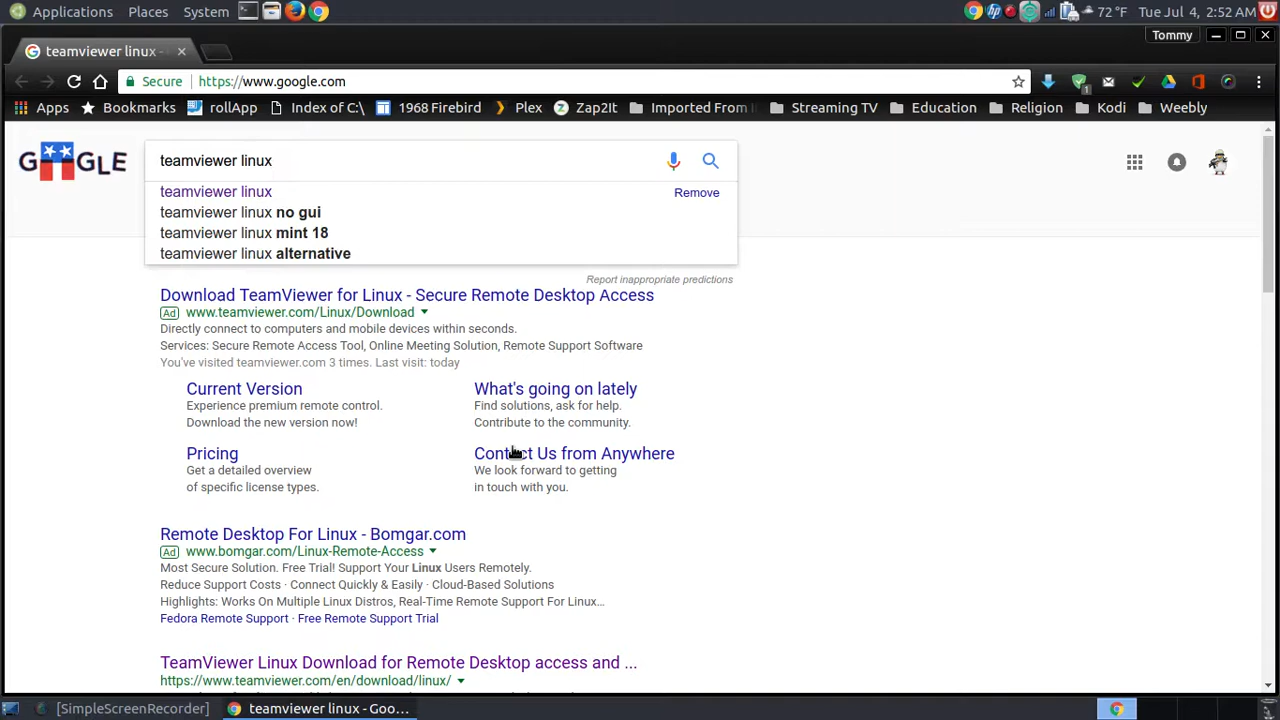 Applications Places System 72 °F Tue Jul 4, 2:52 AM
teamviewer linux - Tommy
Secure https://www.google.com
Apps Bookmarks rollApp Index of C:\ 1968 Firebird Plex Zap2It Imported From I Streaming TV Education Religion Kodi Weebly
GOOGLE teamviewer linux
teamviewer linux Remove
teamviewer linux no gui
teamviewer linux mint 18
teamviewer linux alternative
Report inappropriate predictions
Download TeamViewer for Linux - Secure Remote Desktop Access
Ad www.teamviewer.com/Linux/Download
Directly connect to computers and mobile devices within seconds.
Services: Secure Remote Access Tool, Online Meeting Solution, Remote Support Software
You've visited teamviewer.com 3 times. Last visit: today
Current Version
Experience premium remote control.
Download the new version now!
What's going on lately
Find solutions, ask for help.
Contribute to the community.
Pricing
Get a detailed overview
of specific license types.
Contact Us from Anywhere
We look forward to getting
in touch with you.
Remote Desktop For Linux - Bomgar.com
Ad www.bomgar.com/Linux-Remote-Access
Most Secure Solution. Free Trial! Support Your Linux Users Remotely.
Reduce Support Costs · Connect Quickly & Easily · Cloud-Based Solutions
Highlights: Works On Multiple Linux Distros, Real-Time Remote Support For Linux...
Fedora Remote Support · Free Remote Support Trial
TeamViewer Linux Download for Remote Desktop access and ...
https://www.teamviewer.com/en/download/linux/
[SimpleScreenRecorder] teamviewer linux - Goo...